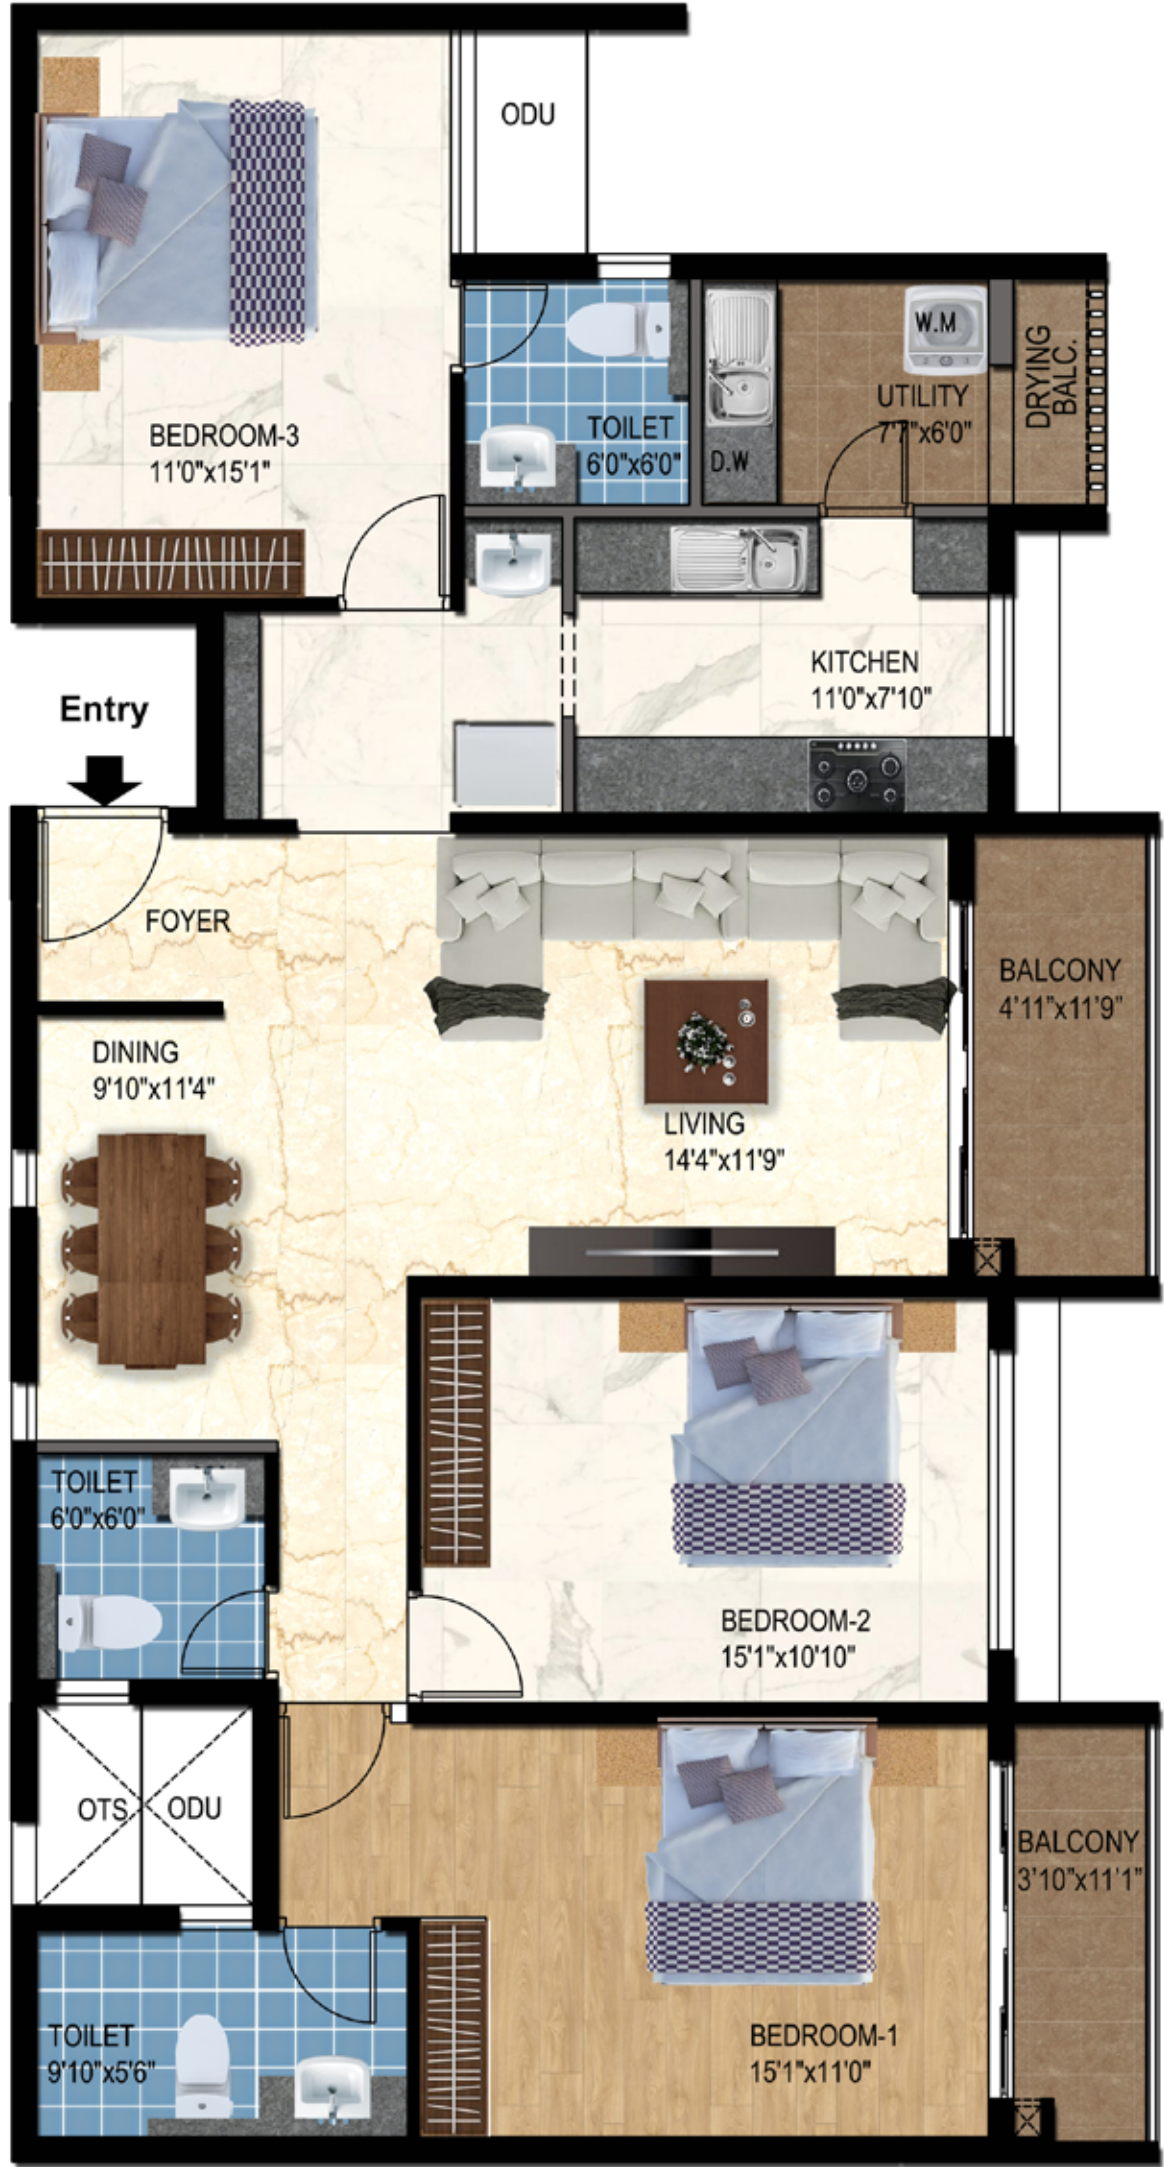 ODU
W.M
DRYING
BALC.
UTILITY
7'7"x6'0"
TOILET
6'0"x6'0"
D.W
BEDROOM-3
11'0"x15'1"
KITCHEN
11'0"x7'10"
Entry
FOYER
BALCONY
4'11"x11'9"
DINING
9'10"x11'4"
LIVING
14'4"x11'9"
TOILET
6'0"x6'0"
BEDROOM-2
15'1"x10'10"
OTS
ODU
BALCONY
3'10"x11'1"
TOILET
9'10"x5'6"
BEDROOM-1
15'1"x11'0"